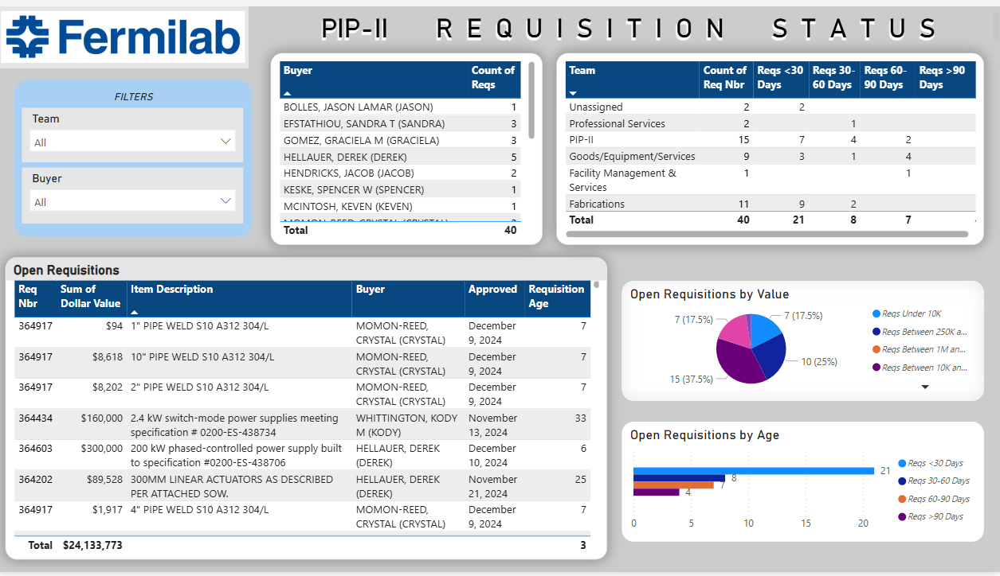 Fermilab
PIP-II REQUISITION STATUS
FILTERS
Team
All
Buyer
All
Buyer Count of Reqs
BOLLES, JASON LAMAR (JASON) 1
EFSTATHIOU, SANDRA T (SANDRA) 3
GOMEZ, GRACIELA M (GRACIELA) 3
HELLAUER, DEREK (DEREK) 5
HENDRICKS, JACOB (JACOB) 2
KESKE, SPENCER W (SPENCER) 1
MCINTOSH, KEVEN (KEVEN) 1
Total 40
Team Count of Req Nbr Reqs <30 Days Reqs 30-60 Days Reqs 60-90 Days Reqs >90 Days
Unassigned 2 2
Professional Services 2 1
PIP-II 15 7 4 2
Goods/Equipment/Services 9 3 1 4
Facility Management &
Services 1 1
Fabrications 11 9 2
Total 40 21 8 7
Open Requisitions
Req Nbr Sum of Dollar Value Item Description Buyer Approved Requisition Age
364917 $94 1" PIPE WELD S10 A312 304/L MOMON-REED, CRYSTAL (CRYSTAL) December 9, 2024 7
364917 $8,618 10" PIPE WELD S10 A312 304/L MOMON-REED, CRYSTAL (CRYSTAL) December 9, 2024 7
364917 $8,202 2" PIPE WELD S10 A312 304/L MOMON-REED, CRYSTAL (CRYSTAL) December 9, 2024 7
364434 $160,000 2.4 kW switch-mode power supplies meeting specification # 0200-ES-438734 WHITTINGTON, KODY M (KODY) November 13, 2024 33
364603 $300,000 200 kW phased-controlled power supply built to specification #0200-ES-438706 HELLAUER, DEREK (DEREK) December 10, 2024 6
364202 $89,528 300MM LINEAR ACTUATORS AS DESCRIBED PER ATTACHED SOW. HELLAUER, DEREK (DEREK) November 21, 2024 25
364917 $1,917 4" PIPE WELD S10 A312 304/L MOMON-REED, CRYSTAL (CRYSTAL) December 9, 2024 7
Total $24,133,773 3
Open Requisitions by Value
7 (17.5%)
7 (17.5%)
10 (25%)
15 (37.5%)
Reqs Under 10K
Reqs Between 250K a...
Reqs Between 1M an...
Reqs Between 10K an...
Open Requisitions by Age
21
8
7
4
0 5 10 15 20
Reqs <30 Days
Reqs 30-60 Days
Reqs 60-90 Days
Reqs >90 Days